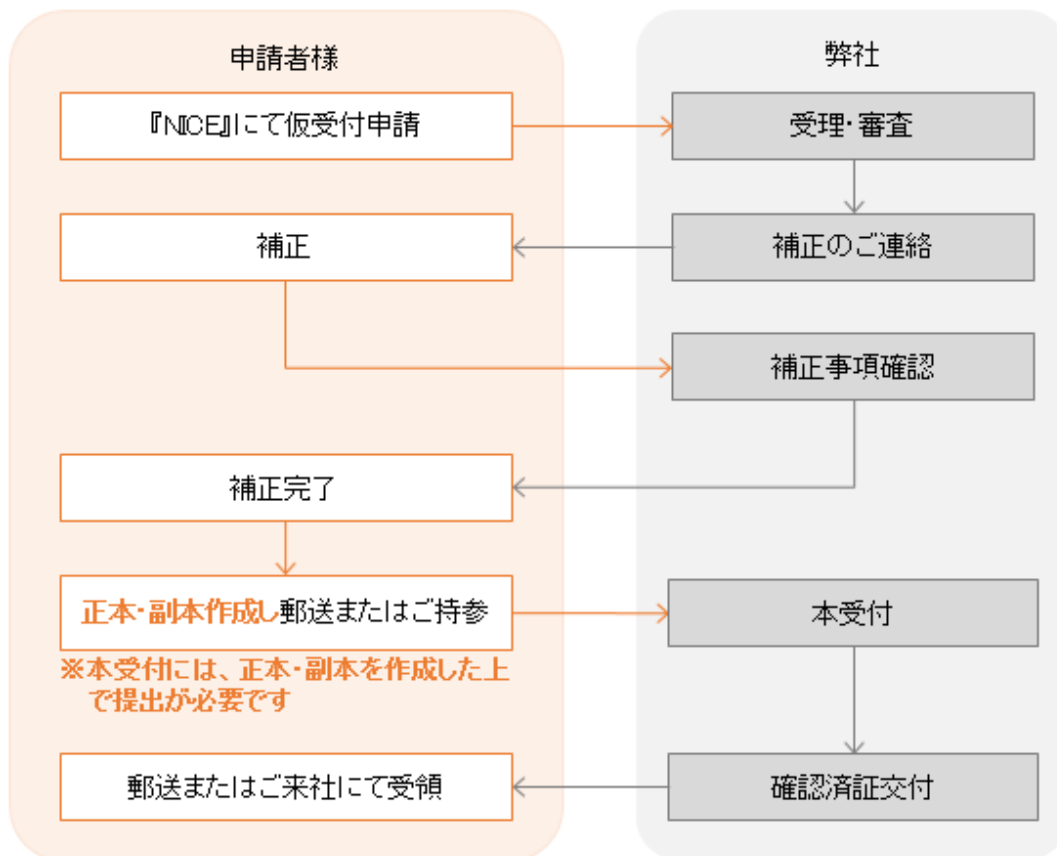 申請者様
弊社
『NICE』にて仮受付申請
受理・審査
補正
補正のご連絡
補正事項確認
補正完了
正本・副本作成し郵送またはご持参
本受付
※本受付には、正本・副本を作成した上
で提出が必要です
郵送またはご来社にて受領
確認済証交付